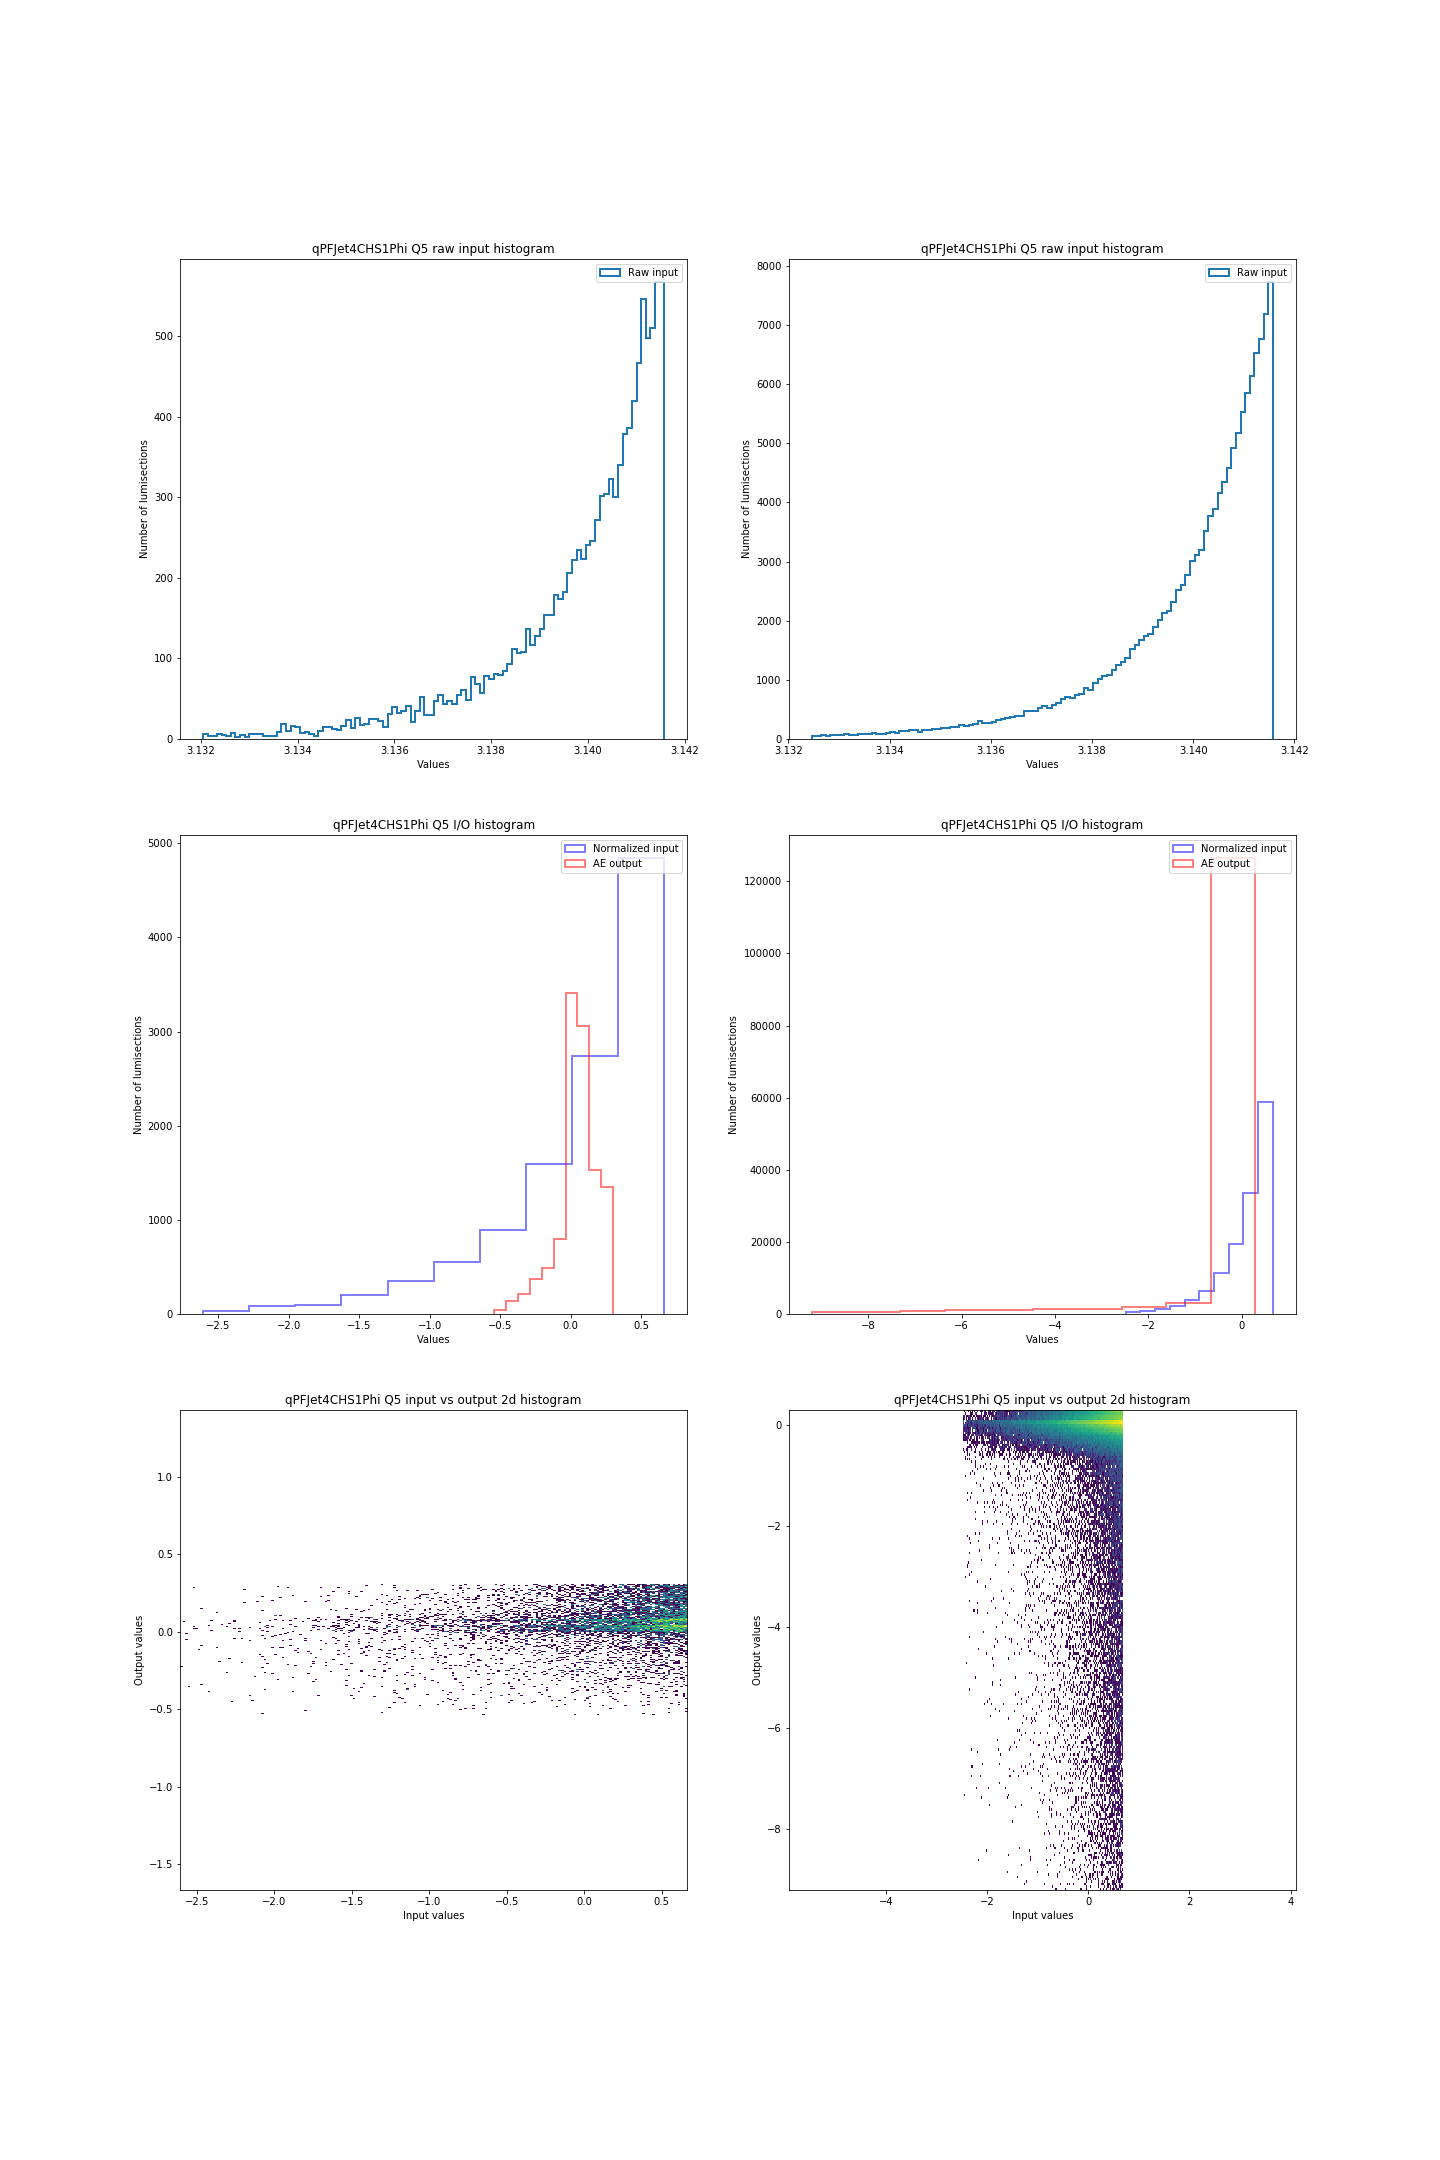 qPFJet4CHS1Phi Q5 raw input histogram
Raw input
500
400
300
200
100
0
3.132 3.134 3.136 3.138 3.140 3.142
Number of lumisections
Values
qPFJet4CHS1Phi Q5 raw input histogram
Raw input
8000
7000
6000
5000
4000
3000
2000
1000
0
3.132 3.134 3.136 3.138 3.140 3.142
Number of lumisections
Values
qPFJet4CHS1Phi Q5 I/O histogram
Normalized input
AE output
5000
4000
3000
2000
1000
0
−2.5 −2.0 −1.5 −1.0 −0.5 0.0 0.5
Number of lumisections
Values
qPFJet4CHS1Phi Q5 I/O histogram
Normalized input
AE output
120000
100000
80000
60000
40000
20000
0
−8 −6 −4 −2 0
Number of lumisections
Values
qPFJet4CHS1Phi Q5 input vs output 2d histogram
1.0
0.5
0.0
−0.5
−1.0
−1.5
−2.5 −2.0 −1.5 −1.0 −0.5 0.0 0.5
Output values
Input values
qPFJet4CHS1Phi Q5 input vs output 2d histogram
0
−2
−4
−6
−8
−4 −2 0 2 4
Output values
Input values